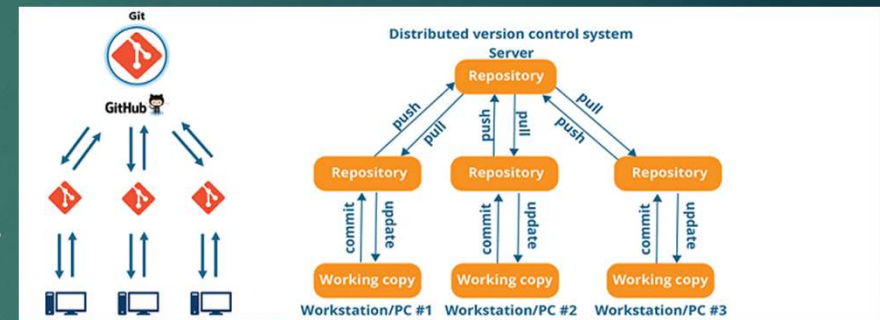 Git
GitHub
Distributed version control system
Server
Repository
push
pull
push
pull
pull
push
Repository
Repository
Repository
commit
update
commit
update
commit
update
Working copy
Working copy
Working copy
Workstation/PC #1
Workstation/PC #2
Workstation/PC #3